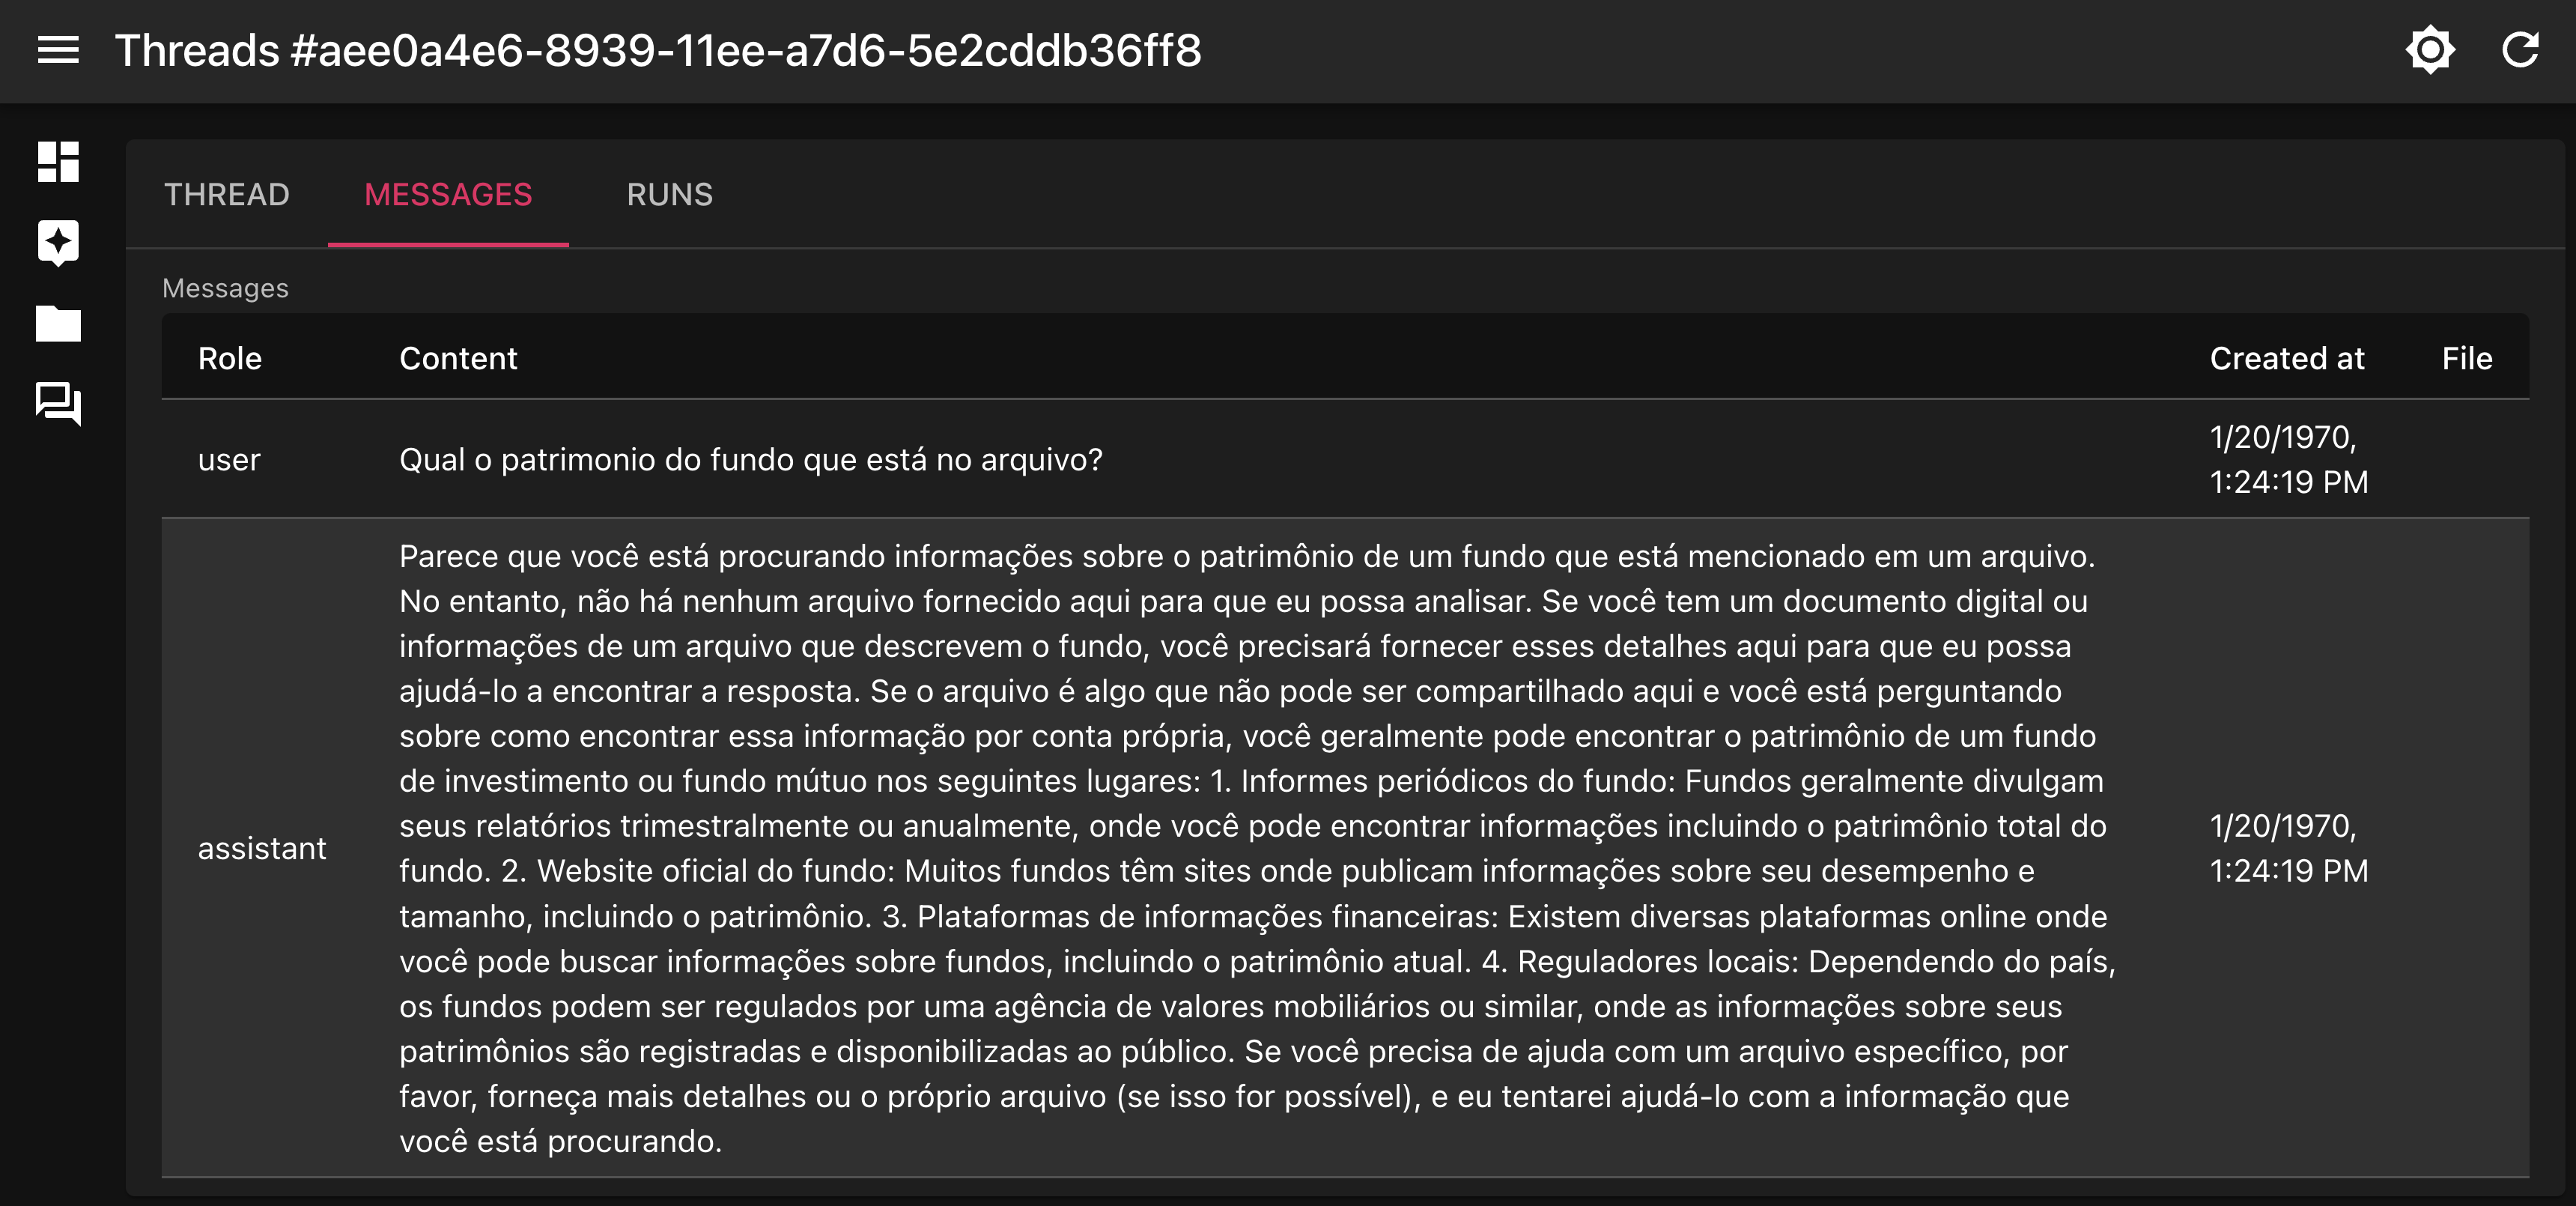 Threads #aee0a4e6-8939-11ee-a7d6-5e2cddb36ff8
THREAD MESSAGES RUNS
Messages
Role Content Created at File
user Qual o patrimonio do fundo que está no arquivo? 1/20/1970,
1:24:19 PM
Parece que você está procurando informações sobre o patrimônio de um fundo que está mencionado em um arquivo.
No entanto, não há nenhum arquivo fornecido aqui para que eu possa analisar. Se você tem um documento digital ou
informações de um arquivo que descrevem o fundo, você precisará fornecer esses detalhes aqui para que eu possa
ajudá-lo a encontrar a resposta. Se o arquivo é algo que não pode ser compartilhado aqui e você está perguntando
sobre como encontrar essa informação por conta própria, você geralmente pode encontrar o patrimônio de um fundo
de investimento ou fundo mútuo nos seguintes lugares: 1. Informes periódicos do fundo: Fundos geralmente divulgam
seus relatórios trimestralmente ou anualmente, onde você pode encontrar informações incluindo o patrimônio total do
fundo. 2. Website oficial do fundo: Muitos fundos têm sites onde publicam informações sobre seu desempenho e
tamanho, incluindo o patrimônio. 3. Plataformas de informações financeiras: Existem diversas plataformas online onde
você pode buscar informações sobre fundos, incluindo o patrimônio atual. 4. Reguladores locais: Dependendo do país,
os fundos podem ser regulados por uma agência de valores mobiliários ou similar, onde as informações sobre seus
patrimônios são registradas e disponibilizadas ao público. Se você precisa de ajuda com um arquivo específico, por
favor, forneça mais detalhes ou o próprio arquivo (se isso for possível), e eu tentarei ajudá-lo com a informação que
você está procurando.
assistant
1/20/1970,
1:24:19 PM